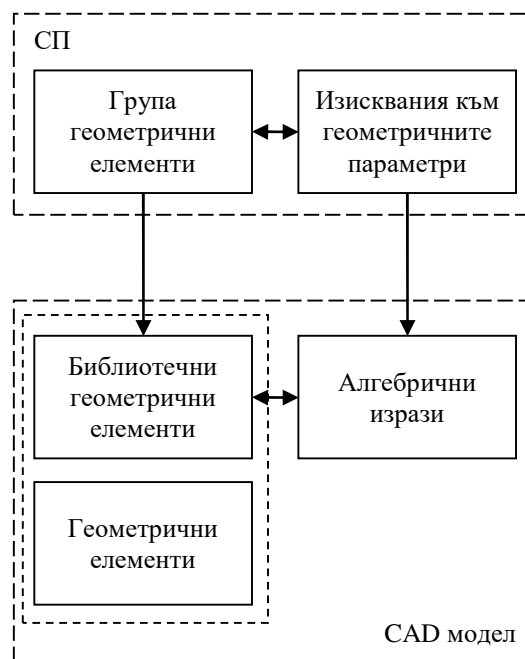 СП
Група
геометрични
елементи
Изисквания към
геометричните
параметри
Библиотечни
геометрични
елементи
Алгебрични
изрази
Геометрични
елементи
CAD модел